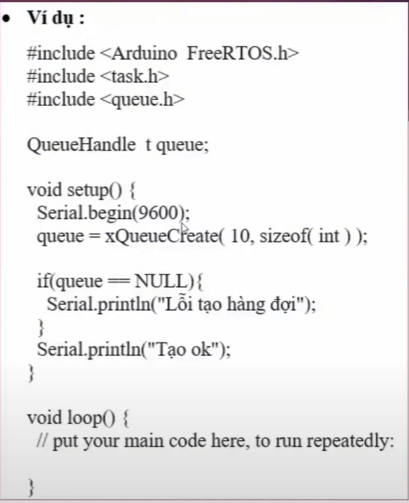 • Ví dụ :
#include <Arduino FreeRTOS.h>
#include <task.h>
#include <queue.h>
QueueHandle t queue;
void setup() {
Serial.begin(9600);
queue = xQueueCreate( 10, sizeof( int ) );
if(queue == NULL){
Serial.println("Lỗi tạo hàng đợi");
}
Serial.println("Tạo ok");
}
void loop() {
// put your main code here, to run repeatedly:
}